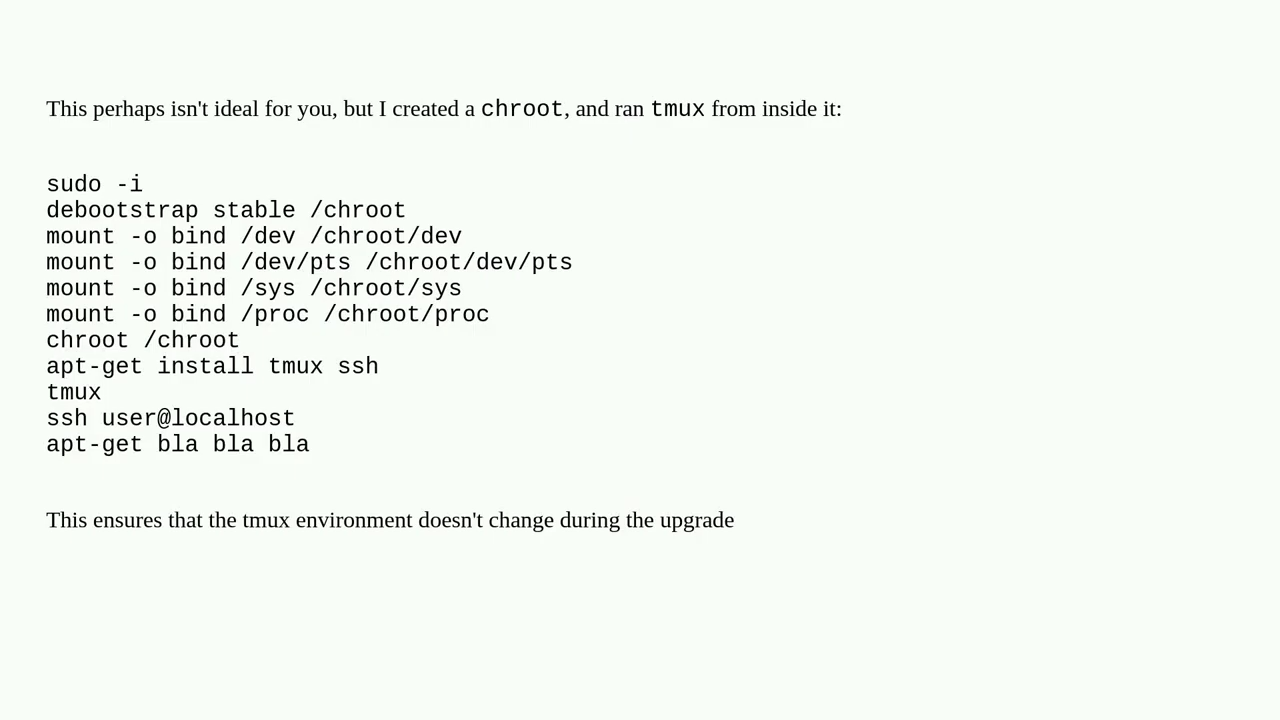 This perhaps isn't ideal for you, but I created a chroot, and ran tmux from inside it:
sudo -i
debootstrap stable /chroot
mount -o bind /dev /chroot/dev
mount -o bind /dev/pts /chroot/dev/pts
mount -o bind /sys /chroot/sys
mount -o bind /proc /chroot/proc
chroot /chroot
apt-get install tmux ssh
tmux
ssh user@localhost
apt-get bla bla bla
This ensures that the tmux environment doesn't change during the upgrade